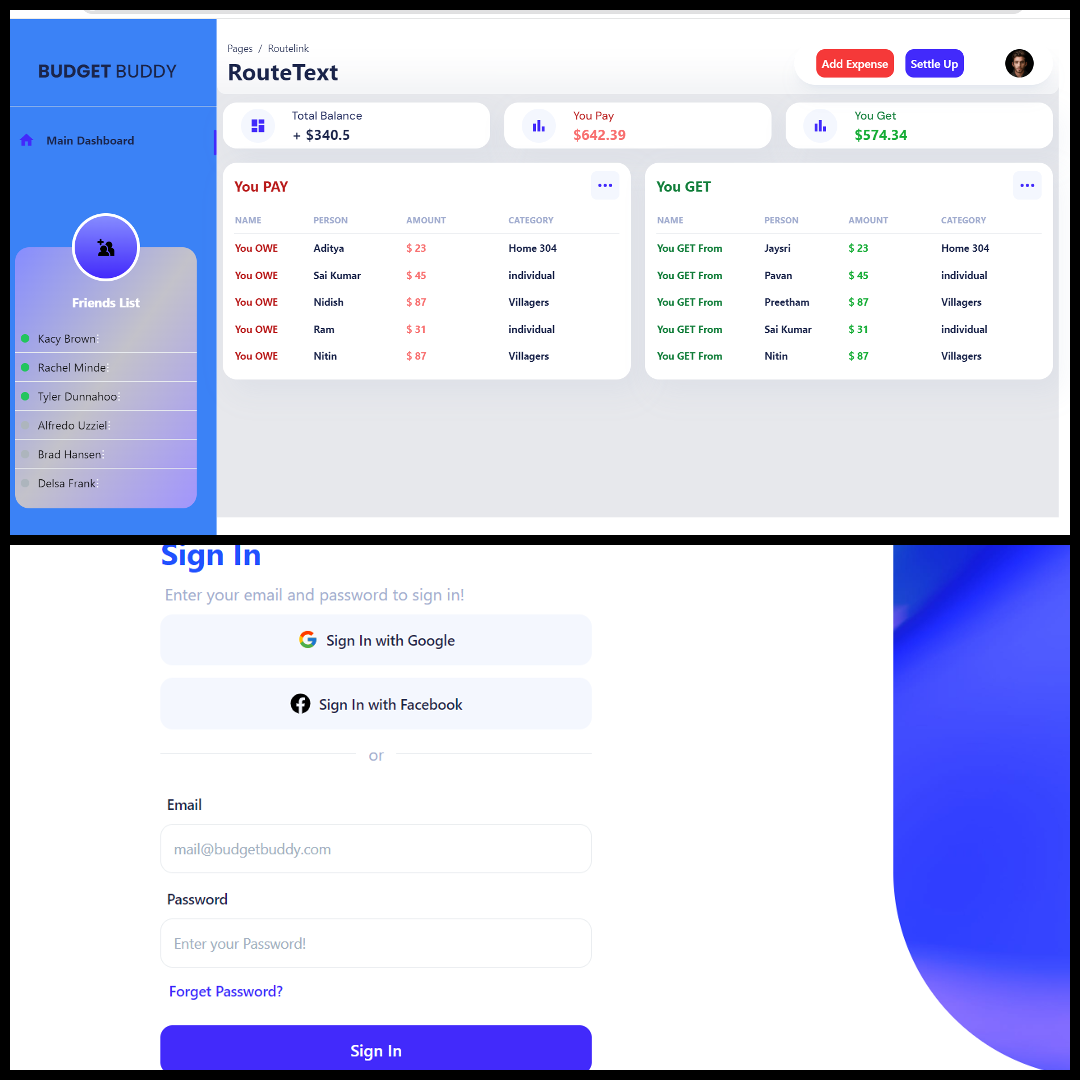 BUDGET BUDDY
Main Dashboard
Friends List
Kacy Brown
Rachel Minde
Tyler Dunnahoo
Alfredo Uzziel
Brad Hansen
Delsa Frank
Pages / Routelink
RouteText
Add Expense Settle Up
Total Balance
+ $340.5
You Pay
$642.39
You Get
$574.34
You PAY
NAME PERSON AMOUNT CATEGORY
You OWE Aditya $ 23 Home 304
You OWE Sai Kumar $ 45 individual
You OWE Nidish $ 87 Villagers
You OWE Ram $ 31 individual
You OWE Nitin $ 87 Villagers
You GET
NAME PERSON AMOUNT CATEGORY
You GET From Jaysri $ 23 Home 304
You GET From Pavan $ 45 individual
You GET From Preetham $ 87 Villagers
You GET From Sai Kumar $ 31 individual
You GET From Nitin $ 87 Villagers
Sign In
Enter your email and password to sign in!
Sign In with Google
Sign In with Facebook
or
Email
mail@budgetbuddy.com
Password
Enter your Password!
Forget Password?
Sign In